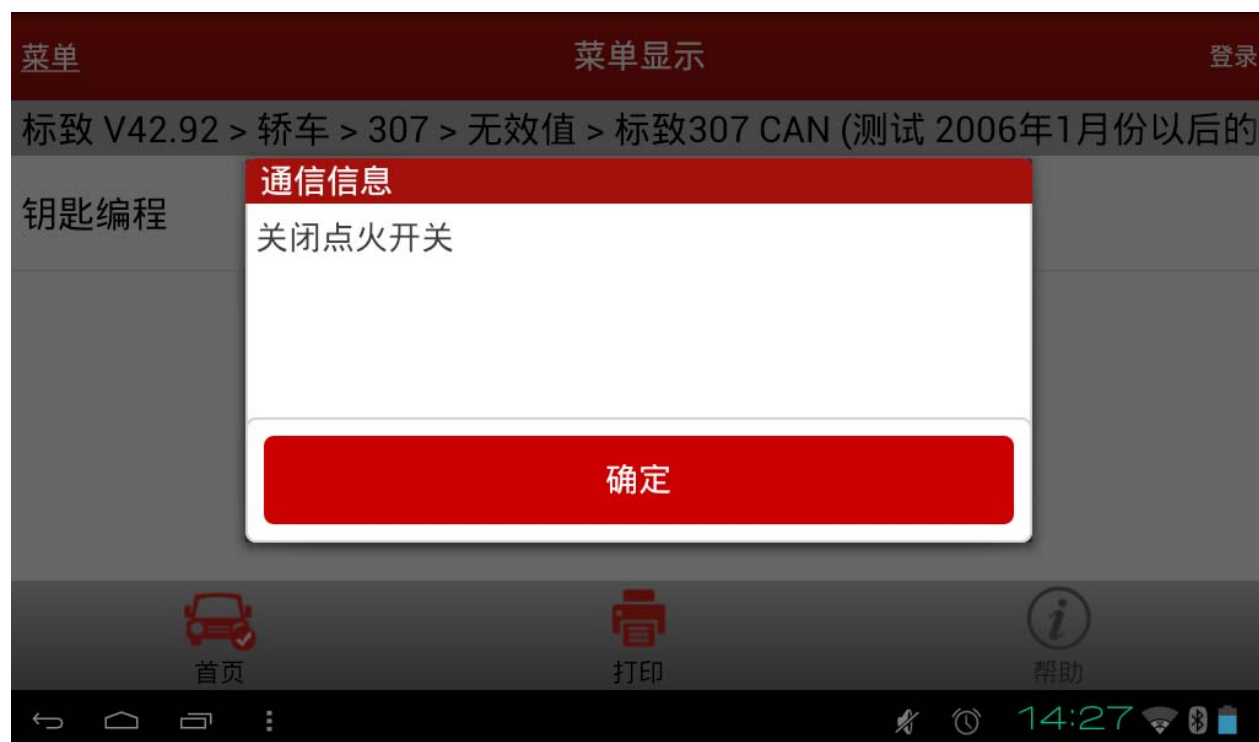 菜单
菜单显示
登录
标致 V42.92 > 轿车 > 307 > 无效值 > 标致307 CAN (测试 2006年1月份以后的
通信信息
钥匙编程
关闭点火开关
确定
首页
打印
帮助
14:27